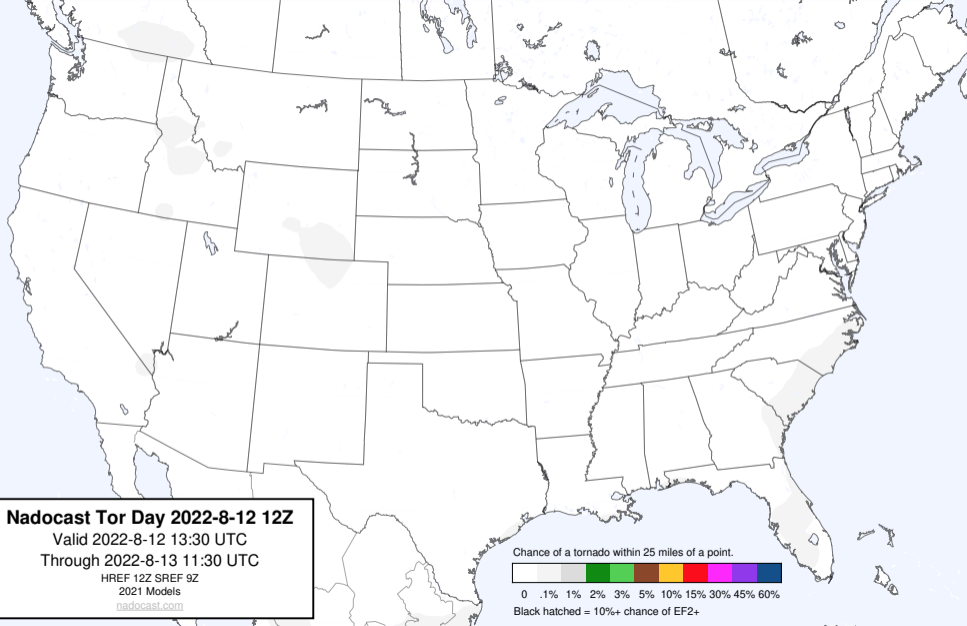 Nadocast Tor Day 2022-8-12 12Z
Valid 2022-8-12 13:30 UTC
Through 2022-8-13 11:30 UTC
HREF 12Z SREF 9Z
2021 Models
nadocast.com
Chance of a tornado within 25 miles of a point.
0 .1% 1% 2% 3% 5% 10% 15% 30% 45% 60%
Black hatched = 10%+ chance of EF2+